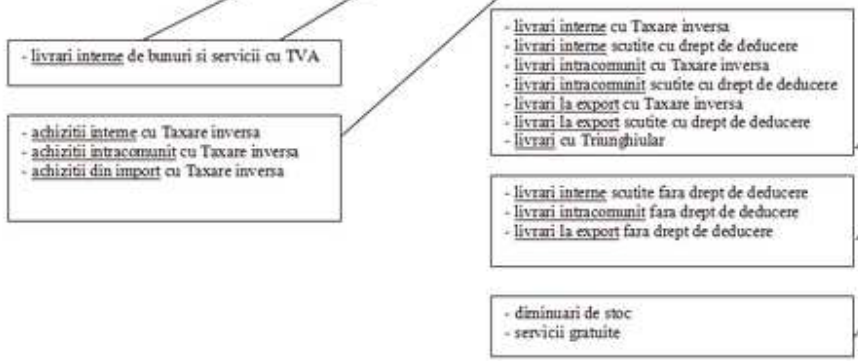 - livrari interne de bunuri si servicii cu TVA
- achizitii interne cu Taxare inversa
- achizitii intracomunit cu Taxare inversa
- achizitii din import cu Taxare inversa
- livrari interne cu Taxare inversa
- livrari interne scutite cu drept de deducere
- livrari intracomunit cu Taxare inversa
- livrari intracomunit scutite cu drept de deducere
- livrari la export cu Taxare inversa
- livrari la export scutite cu drept de deducere
- livrari cu Triunghiular
- livrari interne scutite fara drept de deducere
- livrari intracomunit fara drept de deducere
- livrari la export fara drept de deducere
- diminuari de stoc
- servicii gratuite